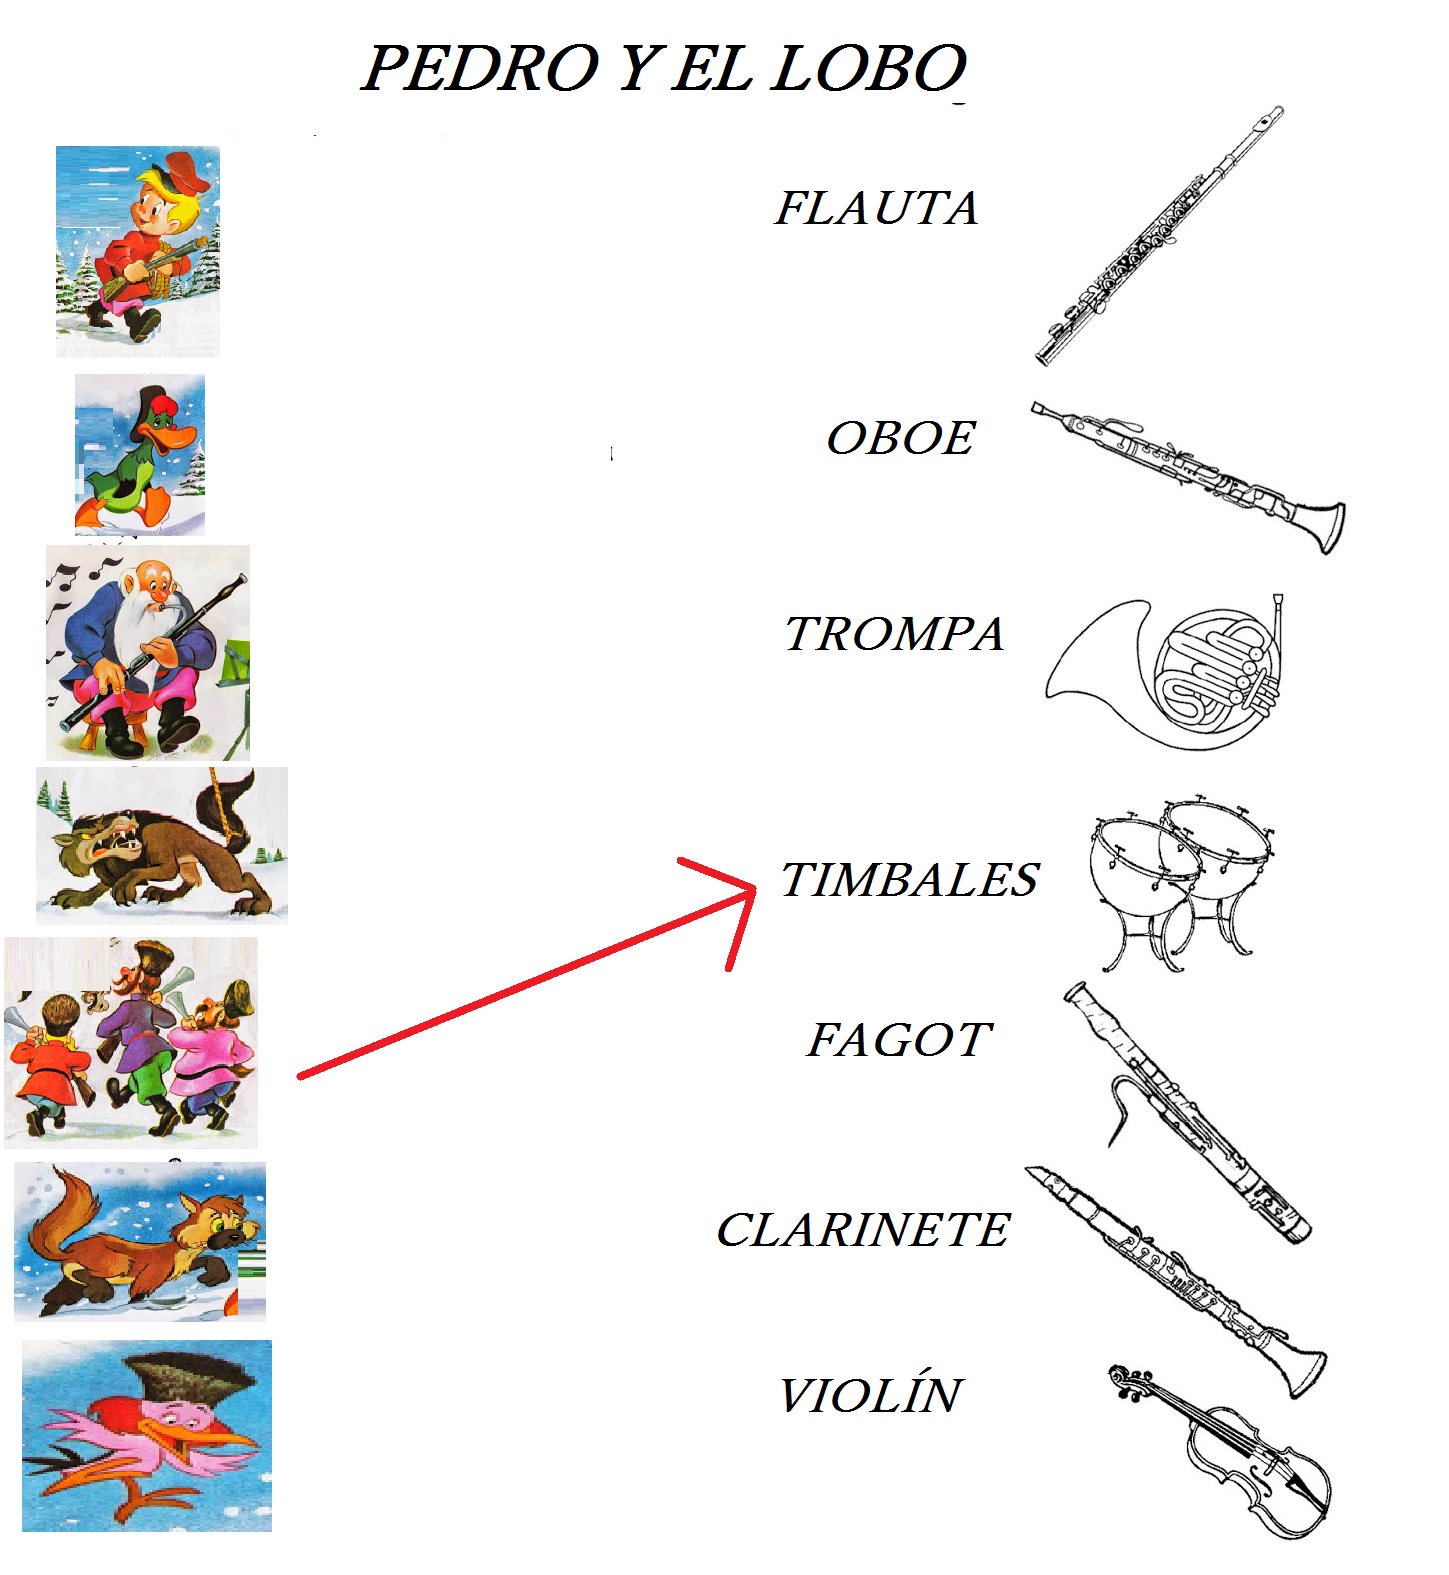 PEDRO Y EL LOBO
FLAUTA
OBOE
TROMPA
TIMBALES
FAGOT
CLARINETE
VIOLÍN